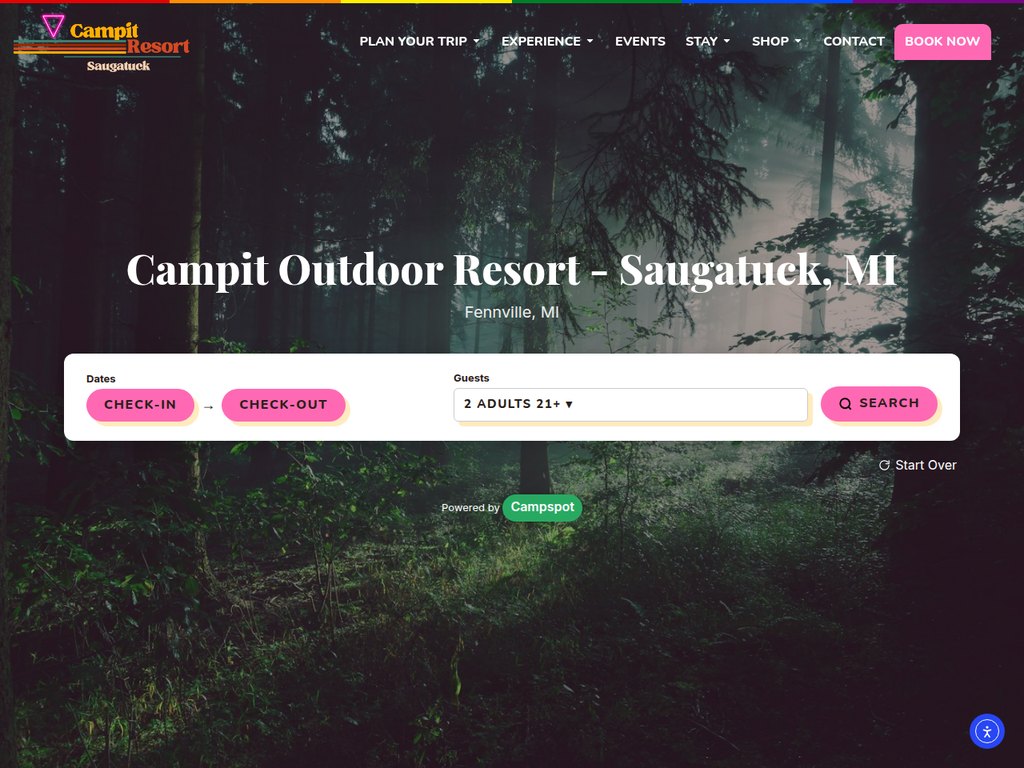 Campit
Resort
Saugatuck
PLAN YOUR TRIP
EXPERIENCE
EVENTS
STAY
SHOP
CONTACT
BOOK NOW
Campit Outdoor Resort - Saugatuck, MI
Fennville, MI
Dates
CHECK-IN → CHECK-OUT
Guests
2 ADULTS 21+ ▾
SEARCH
Start Over
Powered by Campspot